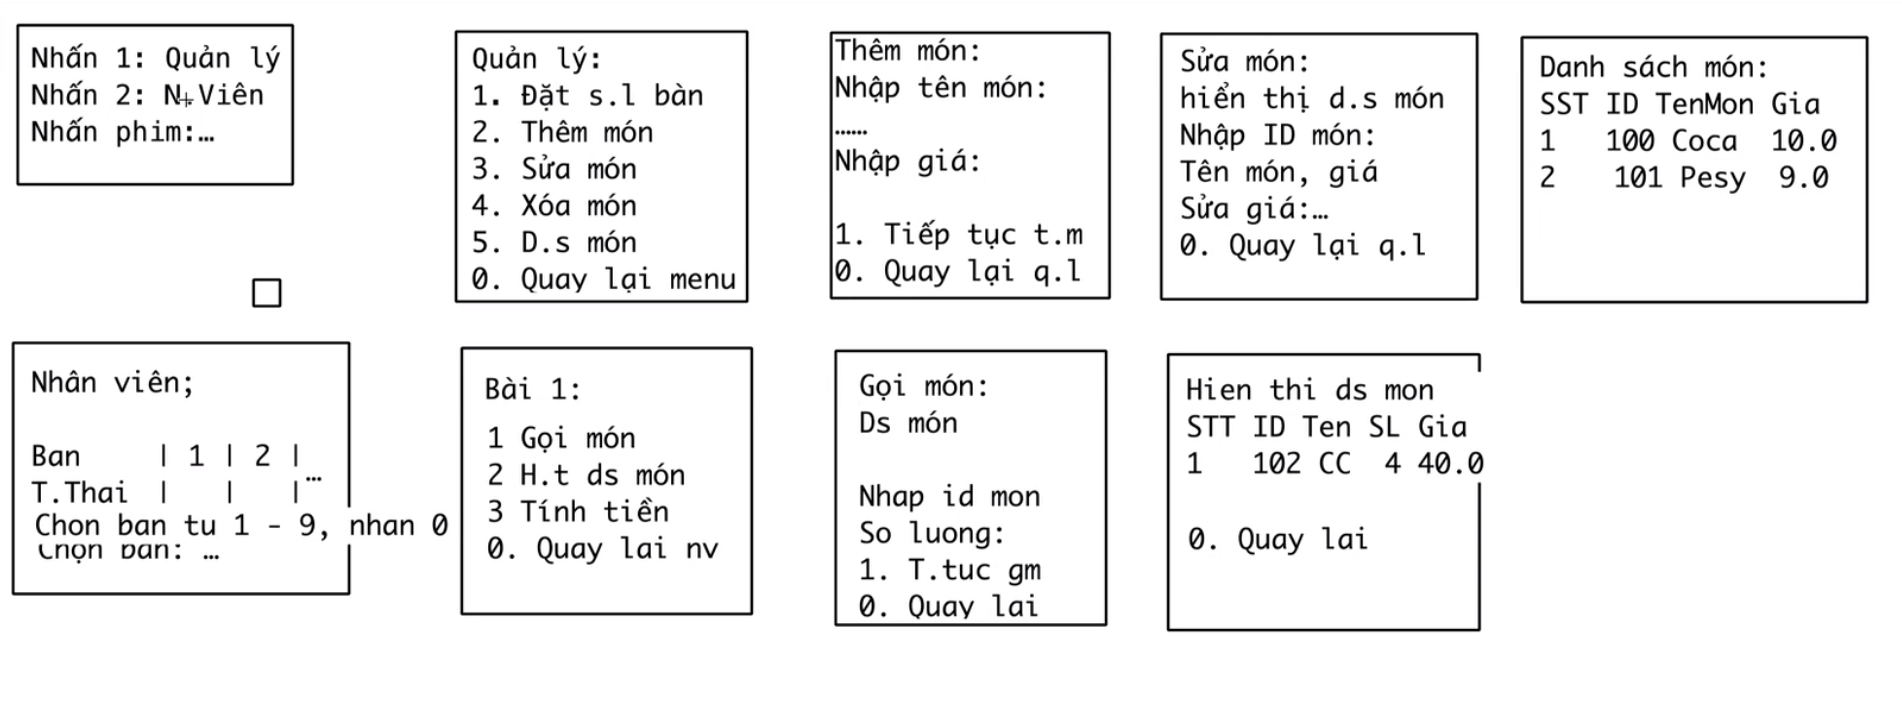 Nhấn 1: Quản lý
Nhấn 2: N.Viên
Nhấn phim:…
Quản lý:
1. Đặt s.l bàn
2. Thêm món
3. Sửa món
4. Xóa món
5. D.s món
0. Quay lại menu
Thêm món:
Nhập tên món:
……
Nhập giá:
1. Tiếp tục t.m
0. Quay lại q.l
Sửa món:
hiển thị d.s món
Nhập ID món:
Tên món, giá
Sửa giá:…
0. Quay lại q.l
Danh sách món:
SST ID TenMon Gia
1 100 Coca 10.0
2 101 Pesy 9.0
Nhân viên;
Ban | 1 | 2 |
T.Thai | | | …
Chon ban tu 1 - 9, nhan 0
Chọn bàn: …
Bài 1:
1 Gọi món
2 H.t ds món
3 Tính tiền
0. Quay lai nv
Gọi món:
Ds món
Nhap id mon
So luong:
1. T.tuc gm
0. Quay lai
Hien thi ds mon
STT ID Ten SL Gia
1 102 CC 4 40.0
0. Quay lai